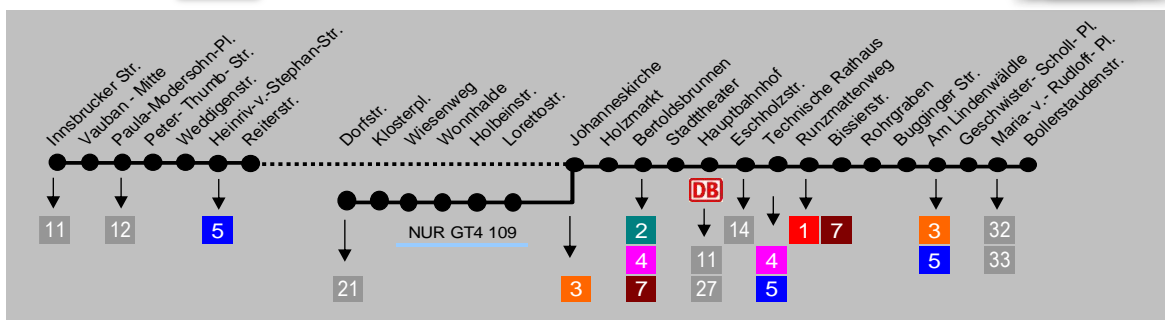 Innsbrucker Str.
Vauban - Mitte
Paula-Modersohn-Pl.
Peter- Thumb- Str.
Weddigenstr.
Heinriv-v.-Stephan-Str.
Reiterstr.
Dorfstr.
Klosterpl.
Wiesenweg
Wonnhalde
Holbeinstr.
Lorettostr.
Johanneskirche
Holzmarkt
Bertoldsbrunnen
Stadttheater
Hauptbahnhof
Eschholzstr.
Technische Rathaus
Runzmattenweg
Bissierstr.
Rohrgraben
Bugginger Str.
Am Lindenwäldle
Geschwister- Scholl- Pl.
Maria- v.- Rudloff- Pl.
Bollerstaudenstr.
DB
11 12 5 2 14 1 7 3 32
NUR GT4 109
4 11 4 5 33
21 3 7 27 5